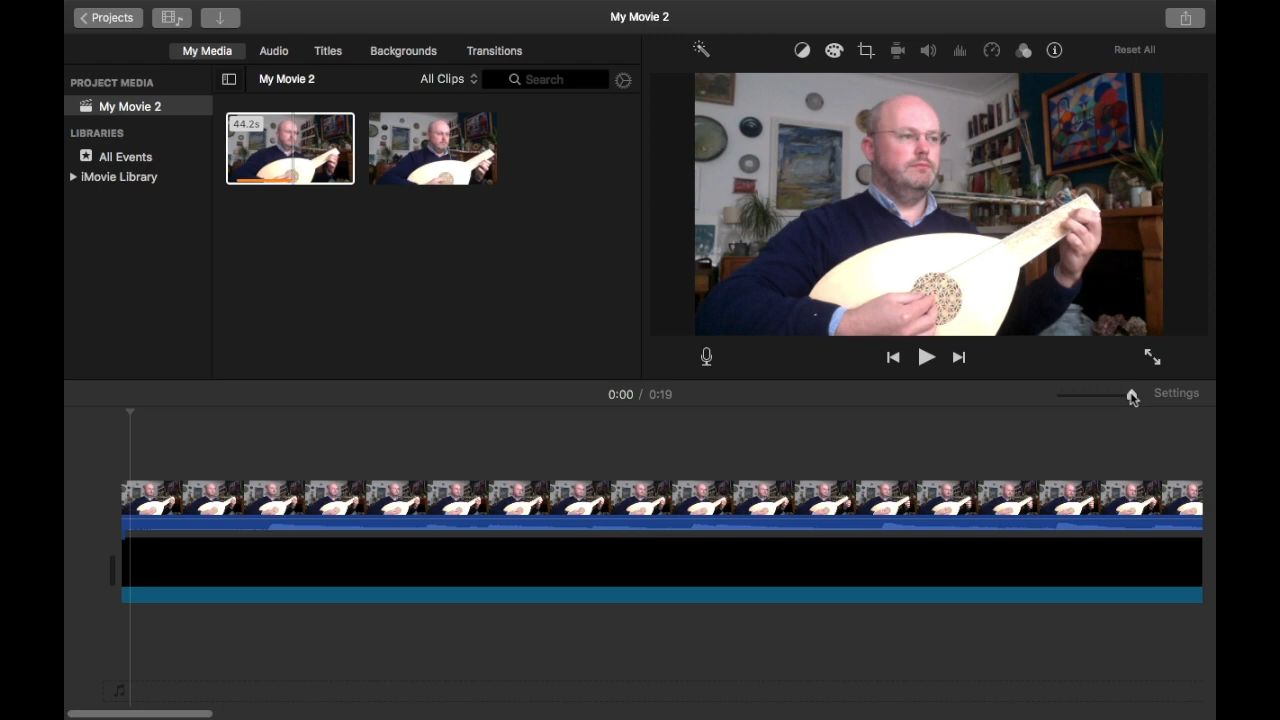 Projects
My Movie 2
My Media Audio Titles Backgrounds Transitions
Reset All
PROJECT MEDIA
My Movie 2
All Clips
Search
My Movie 2
LIBRARIES
All Events
iMovie Library
44.2s
0:00 / 0:19
Settings